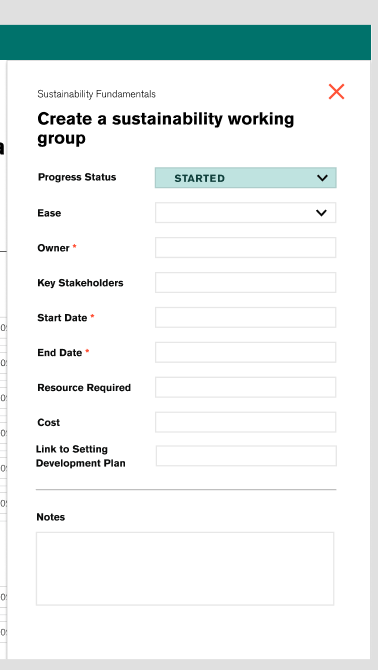 Sustainability Fundamentals
Create a sustainability working
group
Progress Status
STARTED
Ease
Owner *
Key Stakeholders
Start Date *
End Date *
Resource Required
Cost
Link to Setting
Development Plan
Notes